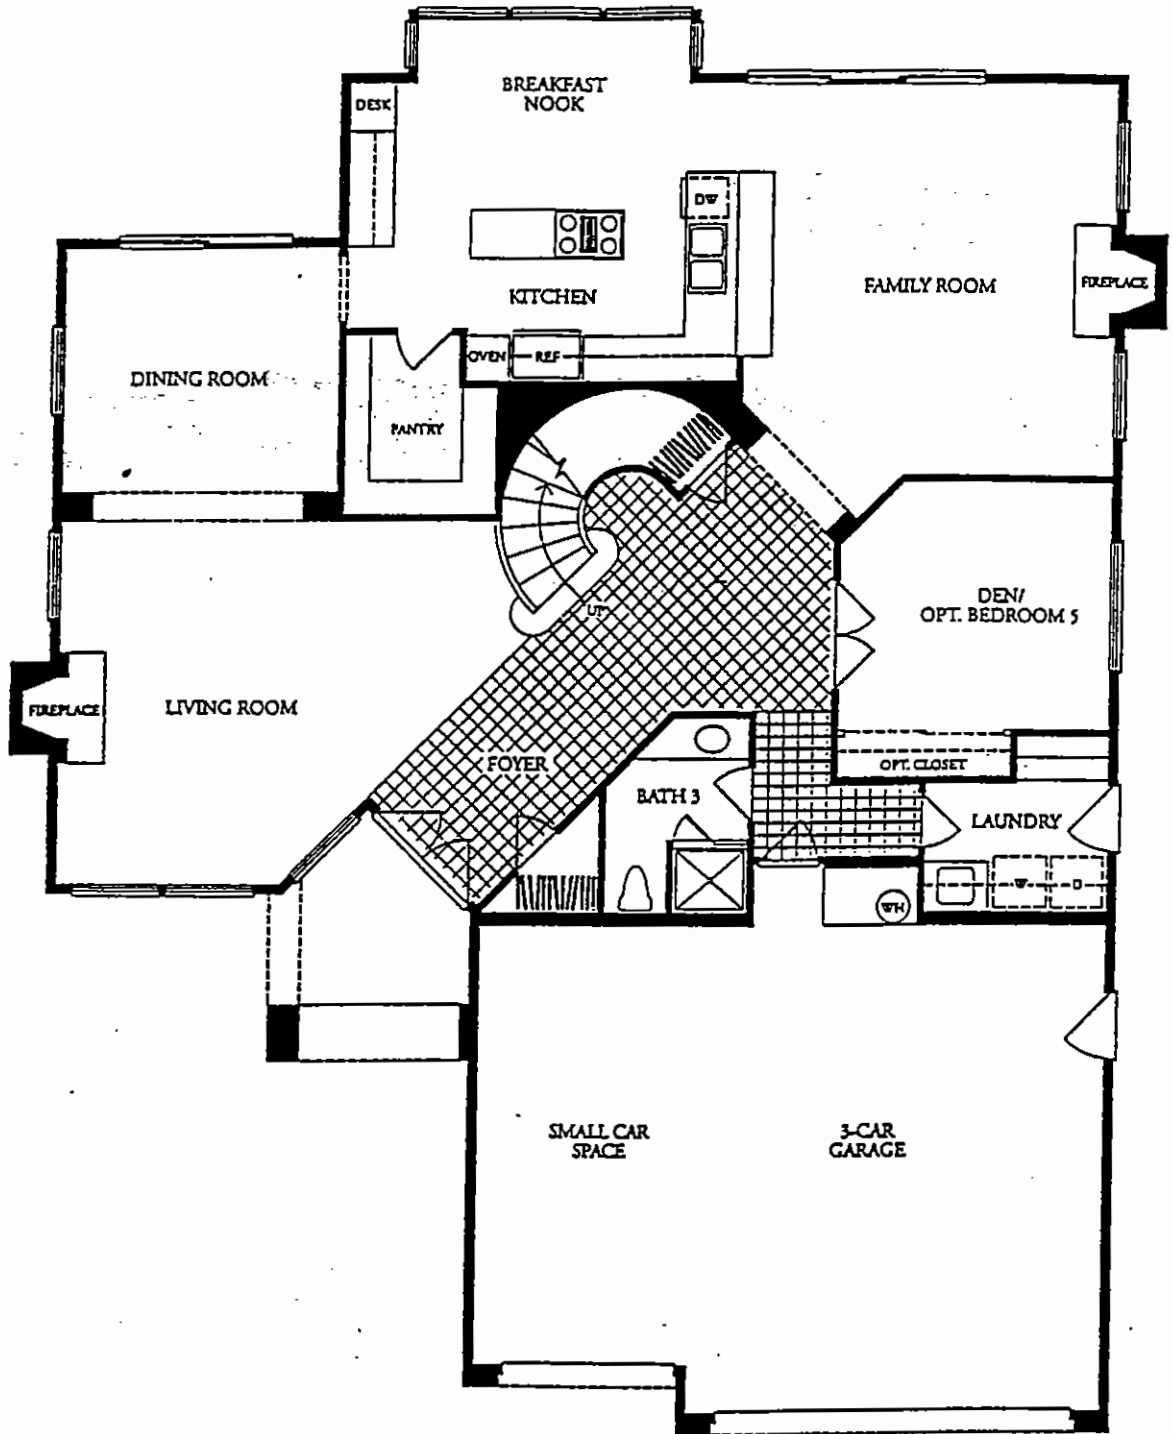 BREAKFAST
NOOK
DESK
DW
KITCHEN
FAMILY ROOM
FIREPLACE
OVEN
REF
DINING ROOM
PANTRY
UP
DEN/
OPT. BEDROOM 5
FIREPLACE
LIVING ROOM
FOYER
OPT. CLOSET
BATH 3
LAUNDRY
W
D
WH
SMALL CAR
SPACE
3-CAR
GARAGE